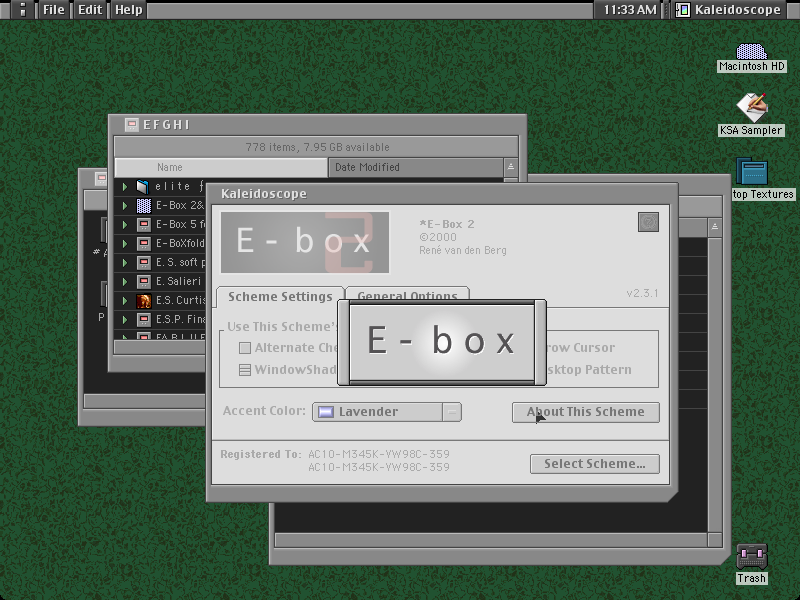 File Edit Help
11:33 AM
Kaleidoscope
Macintosh HD
KSA Sampler
top Textures
Trash
EFGHI
778 items, 7.95 GB available
Name
Date Modified
elite
E-Box 2&
E-Box 5 f
E-BoXfold
E.S. soft p
E. Salieri
E.S. Curtis
E.S.P. Fina
# A
P
Kaleidoscope
E-box 2
*E-Box 2
©2000
René van den Berg
Scheme Settings
General Options
v2.3.1
Use This Scheme's
Alternate Che
row Cursor
WindowShad
sktop Pattern
E-box
Accent Color:
Lavender
About This Scheme
Registered To: AC10-M345K-YW98C-359
AC10-M345K-YW98C-359
Select Scheme...